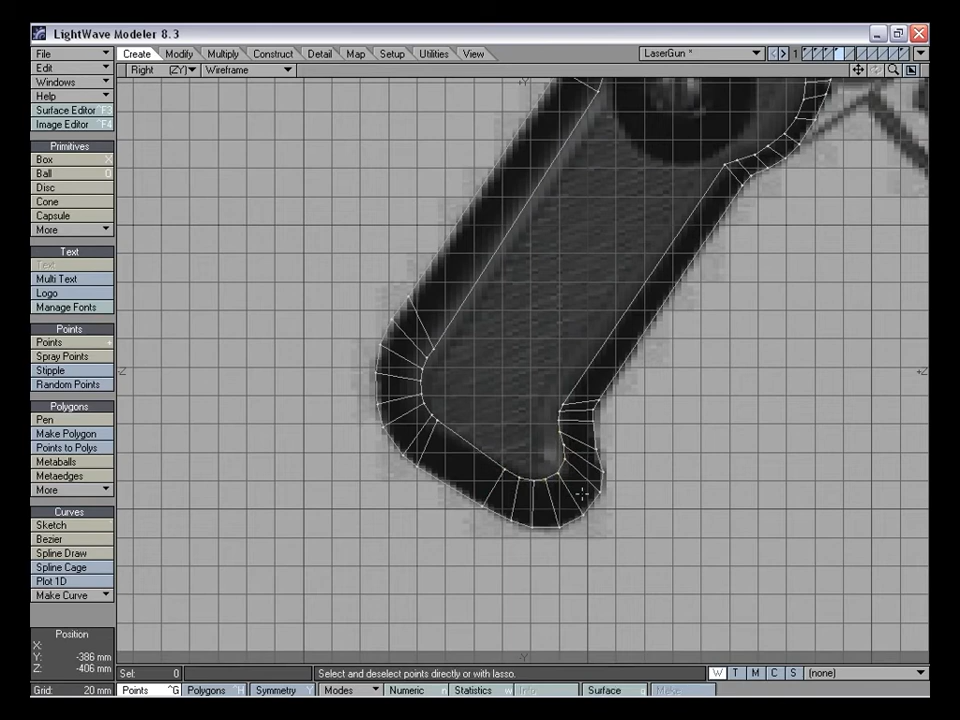 LightWave Modeler 8.3
File
Create Modify Multiply Construct Detail Map Setup Utilities View LaserGun * 1
Edit
Right (ZY) Wireframe
Windows
Help
Surface Editor ^F3
Image Editor ^F4
+Y
Primitives
Box X
Ball O
Disc
Cone
Capsule
More
Text
Text
Multi Text
Logo
Manage Fonts
Points
Points +
Spray Points
Stipple
Random Points
-Z
+Z
Polygons
Pen
Make Polygon
Points to Polys
Metaballs
Metaedges
More
Curves
Sketch
Bezier
Spline Draw
Spline Cage
Plot 1D
Make Curve
Position
X:
Y: -386 mm
Z: -406 mm
-Y
Sel: 0 Select and deselect points directly or with lasso. W T M C S (none)
Grid: 20 mm Points ^G Polygons ^H Symmetry Y Modes Numeric n Statistics w Info Surface q